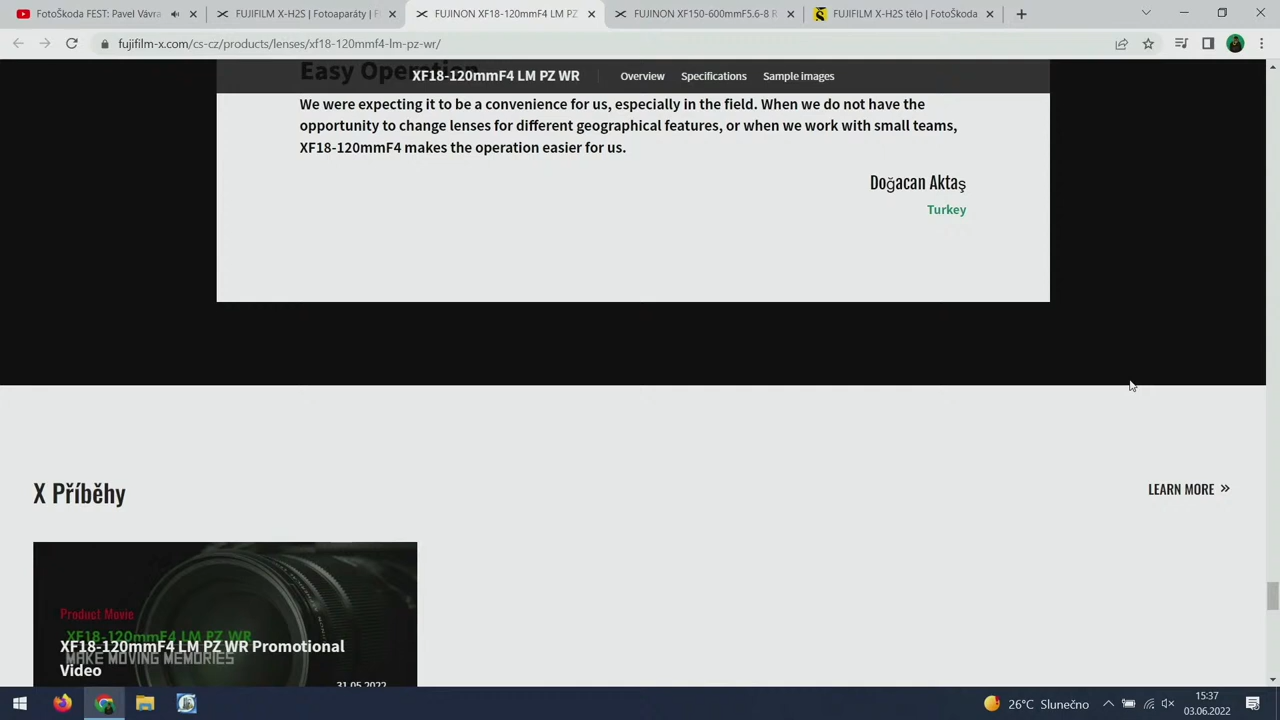 FotoŠkoda FEST: Pavel Vávra
FUJIFILM X-H2S | Fotoaparáty | F
FUJINON XF18-120mmF4 LM PZ
FUJINON XF150-600mmF5.6-8 R
FUJIFILM X-H2S tělo | FotoŠkoda
fujifilm-x.com/cs-cz/products/lenses/xf18-120mmf4-lm-pz-wr/
XF18-120mmF4 LM PZ WR
Overview
Specifications
Sample images
Easy Operation
We were expecting it to be a convenience for us, especially in the field. When we do not have the
opportunity to change lenses for different geographical features, or when we work with small teams,
XF18-120mmF4 makes the operation easier for us.
Doğacan Aktaş
Turkey
X Příběhy
LEARN MORE
Product Movie
XF18-120mmF4 LM PZ WR
XF18-120mmF4 LM PZ WR Promotional
MAKE MOVING MEMORIES
Video
31.05.2022
26°C Slunečno
15:37
03.06.2022